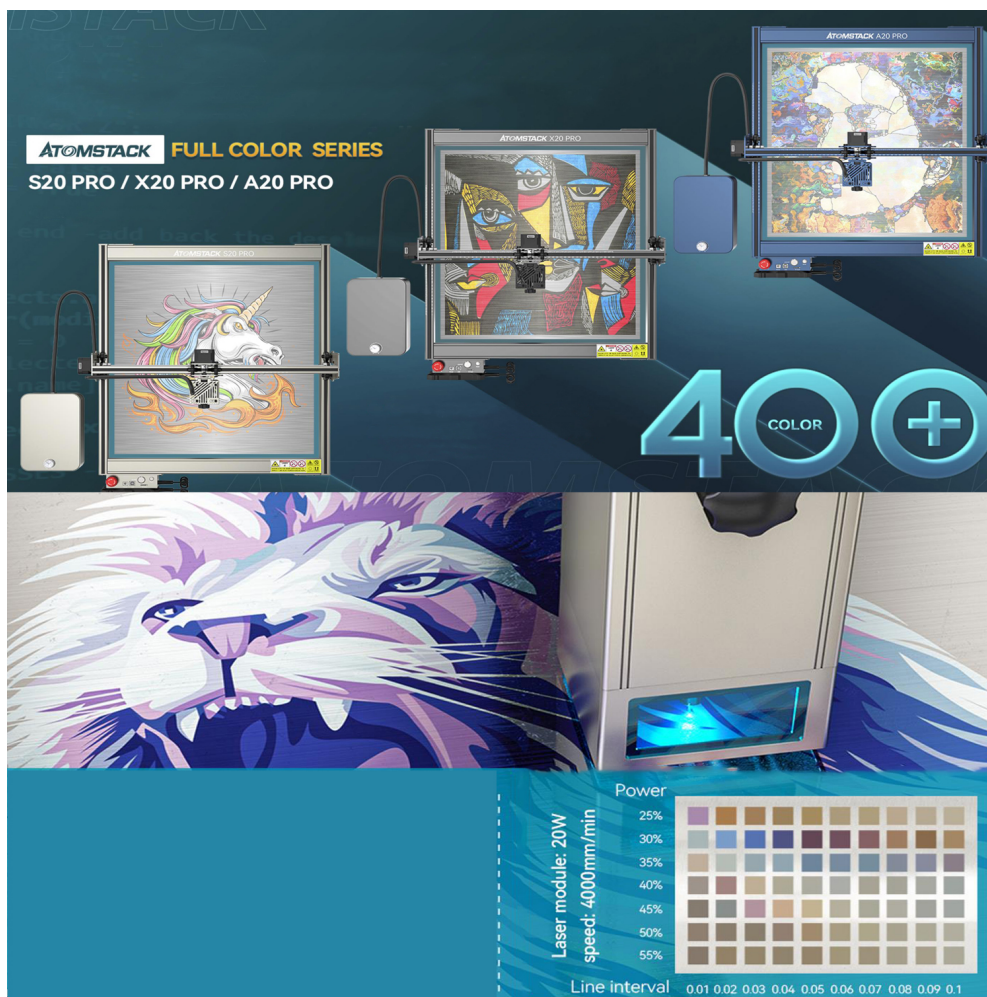 ATOMSTACK FULL COLOR SERIES
S20 PRO / X20 PRO / A20 PRO
ATOMSTACK S20 PRO
ATOMSTACK X20 PRO
ATOMSTACK A20 PRO
400+
COLOR
Laser module: 20W
speed: 4000mm/min
Power
25%
30%
35%
40%
45%
50%
55%
Line interval 0.01 0.02 0.03 0.04 0.05 0.06 0.07 0.08 0.09 0.1